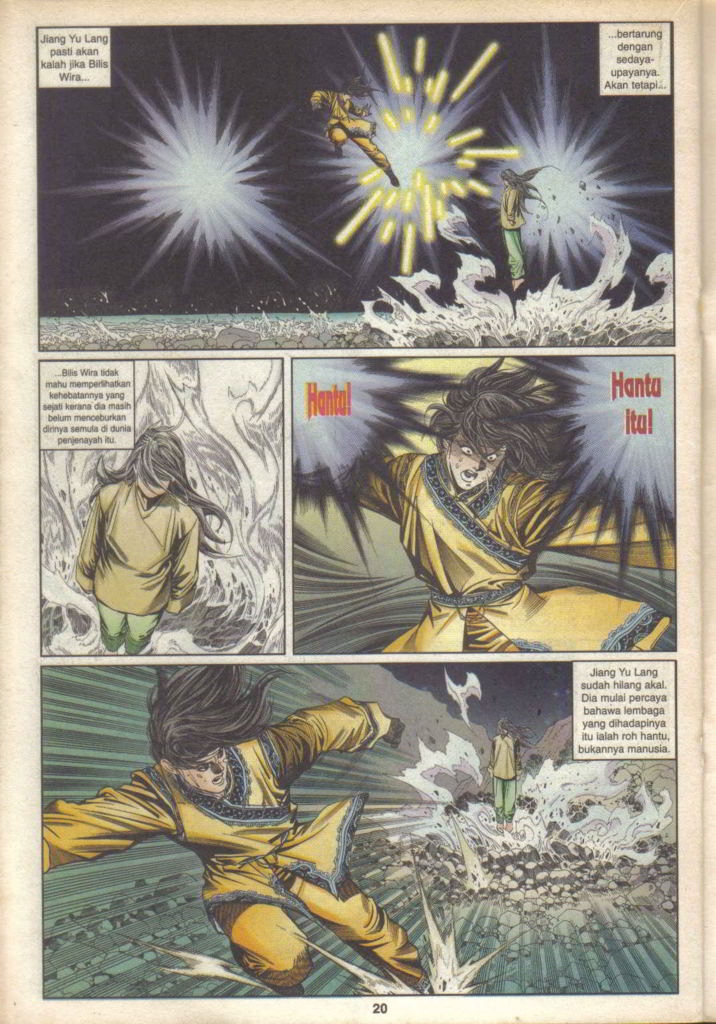 Jiang Yu Lang
pasti akan
kalah jika Bilis
Wira...
...bertarung
dengan
sedaya-
upayanya.
Akan tetapi...
...Bilis Wira tidak
mahu memperlihatkan
kehebatannya yang
sejati kerana dia masih
belum menceburkan
dirinya semula di dunia
penjenayah itu.
Hantu!
Hantu
itu!
Jiang Yu Lang
sudah hilang akal.
Dia mulai percaya
bahawa lembaga
yang dihadapinya
itu ialah roh hantu,
bukannya manusia.
20